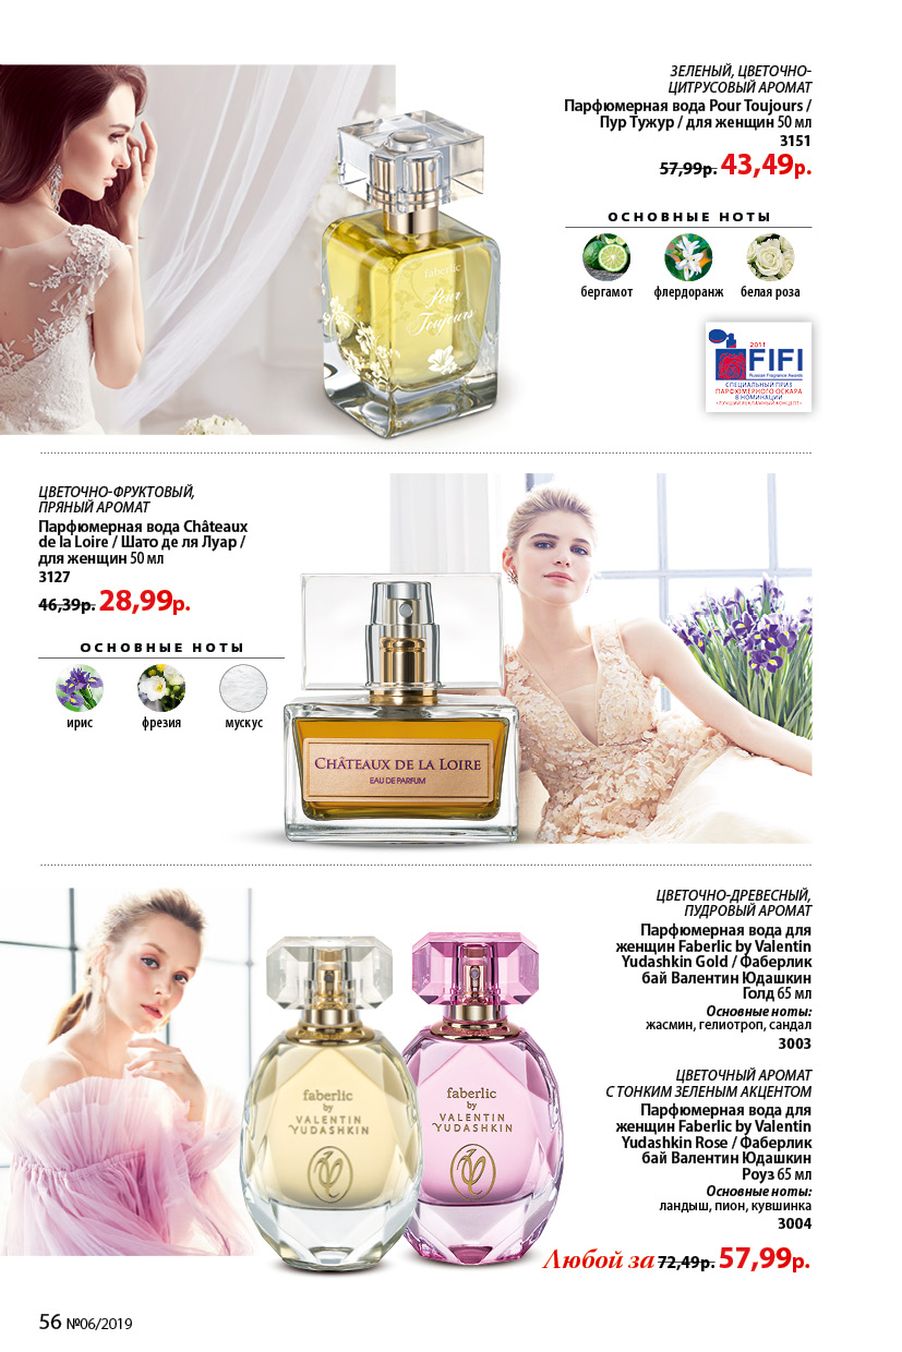 ЗЕЛЕНЫЙ, ЦВЕТОЧНО-
ЦИТРУСОВЫЙ АРОМАТ
Парфюмерная вода Pour Toujours /
Пур Тужур / для женщин 50 мл
3151
57,99р. 43,49р.
ОСНОВНЫЕ НОТЫ
бергамот флердоранж белая роза
faberlic
Pour
Toujours
2011
FIFI
Russian Fragrance Awards
СПЕЦИАЛЬНЫЙ ПРИЗ
ПАРФЮМЕРНОГО ОСКАРА
В НОМИНАЦИИ
«ЛУЧШИЙ РЕКЛАМНЫЙ КОНЦЕПТ»
ЦВЕТОЧНО-ФРУКТОВЫЙ,
ПРЯНЫЙ АРОМАТ
Парфюмерная вода Châteaux
de la Loire / Шато де ля Луар /
для женщин 50 мл
3127
46,39р. 28,99р.
ОСНОВНЫЕ НОТЫ
ирис фрезия мускус
CHÂTEAUX DE LA LOIRE
EAU DE PARFUM
ЦВЕТОЧНО-ДРЕВЕСНЫЙ,
ПУДРОВЫЙ АРОМАТ
Парфюмерная вода для
женщин Faberlic by Valentin
Yudashkin Gold / Фаберлик
бай Валентин Юдашкин
Голд 65 мл
Основные ноты:
жасмин, гелиотроп, сандал
3003
ЦВЕТОЧНЫЙ АРОМАТ
С ТОНКИМ ЗЕЛЕНЫМ АКЦЕНТОМ
Парфюмерная вода для
женщин Faberlic by Valentin
Yudashkin Rose / Фаберлик
бай Валентин Юдашкин
Роуз 65 мл
Основные ноты:
ландыш, пион, кувшинка
3004
Любой за 72,49р. 57,99р.
faberlic
by
VALENTIN
YUDASHKIN
faberlic
by
VALENTIN
YUDASHKIN
56 №06/2019